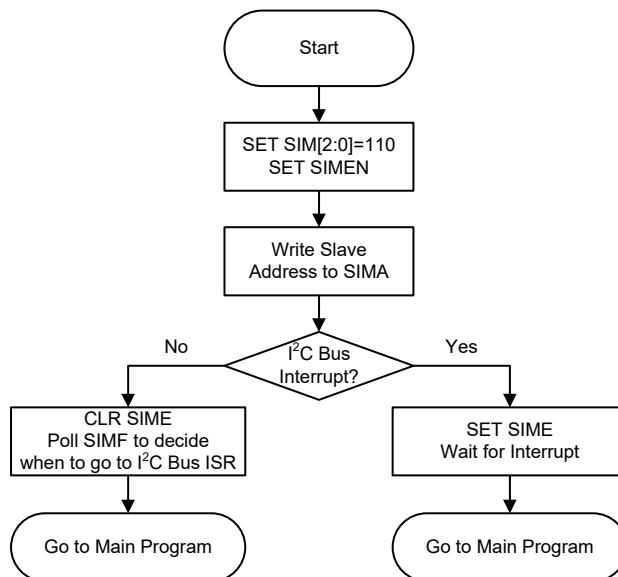 Start
SET SIM[2:0]=110
SET SIMEN
Write Slave
Address to SIMA
I²C Bus
Interrupt?
No
Yes
CLR SIME
Poll SIMF to decide
when to go to I²C Bus ISR
SET SIME
Wait for Interrupt
Go to Main Program
Go to Main Program